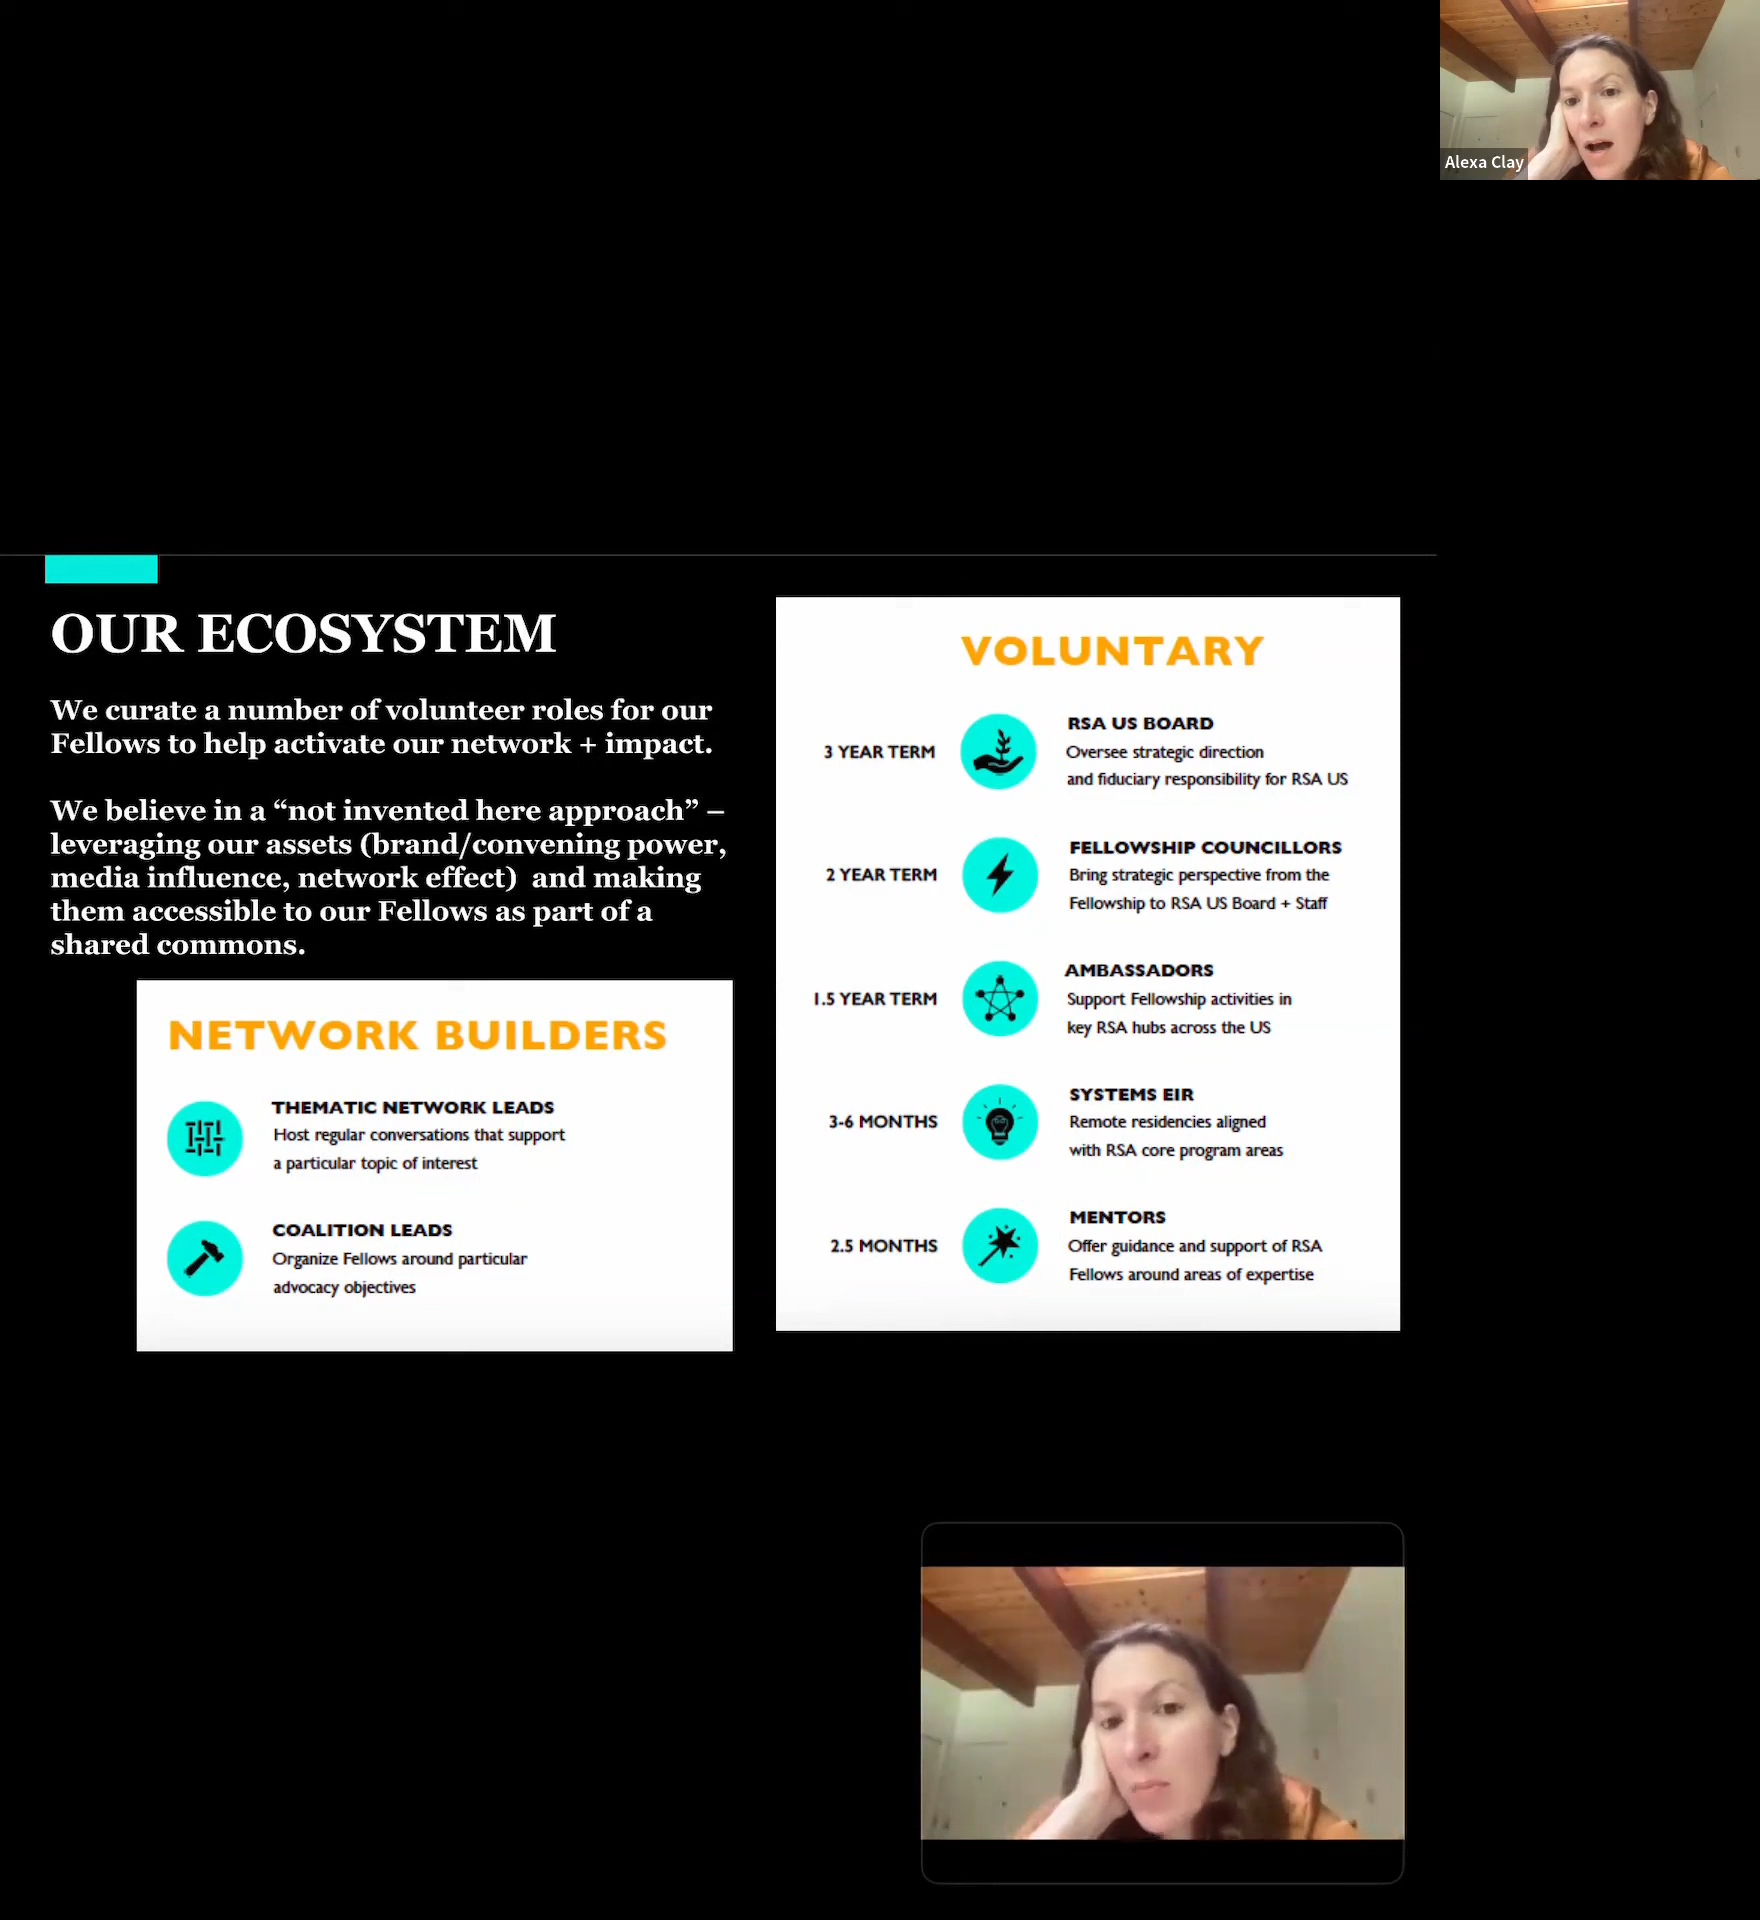 Alexa Clay
OUR ECOSYSTEM
We curate a number of volunteer roles for our
Fellows to help activate our network + impact.
We believe in a “not invented here approach” –
leveraging our assets (brand/convening power,
media influence, network effect)  and making
them accessible to our Fellows as part of a
shared commons.
NETWORK BUILDERS
THEMATIC NETWORK LEADS
Host regular conversations that support
a particular topic of interest
COALITION LEADS
Organize Fellows around particular
advocacy objectives
VOLUNTARY
3 YEAR TERM
RSA US BOARD
Oversee strategic direction
and fiduciary responsibility for RSA US
2 YEAR TERM
FELLOWSHIP COUNCILLORS
Bring strategic perspective from the
Fellowship to RSA US Board + Staff
1.5 YEAR TERM
AMBASSADORS
Support Fellowship activities in
key RSA hubs across the US
3-6 MONTHS
SYSTEMS EIR
Remote residencies aligned
with RSA core program areas
2.5 MONTHS
MENTORS
Offer guidance and support of RSA
Fellows around areas of expertise